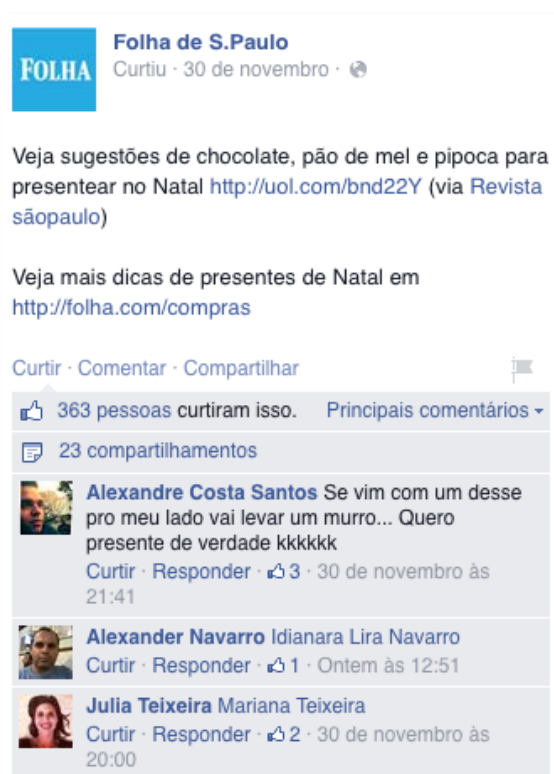 FOLHA
Folha de S.Paulo
Curtiu · 30 de novembro ·
Veja sugestões de chocolate, pão de mel e pipoca para
presentear no Natal http://uol.com/bnd22Y (via Revista
sãopaulo)
Veja mais dicas de presentes de Natal em
http://folha.com/compras
Curtir · Comentar · Compartilhar
363 pessoas curtiram isso. Principais comentários
23 compartilhamentos
Alexandre Costa Santos Se vim com um desse
pro meu lado vai levar um murro... Quero
presente de verdade kkkkkk
Curtir · Responder · 3 · 30 de novembro às
21:41
Alexander Navarro Idianara Lira Navarro
Curtir · Responder · 1 · Ontem às 12:51
Julia Teixeira Mariana Teixeira
Curtir · Responder · 2 · 30 de novembro às
20:00